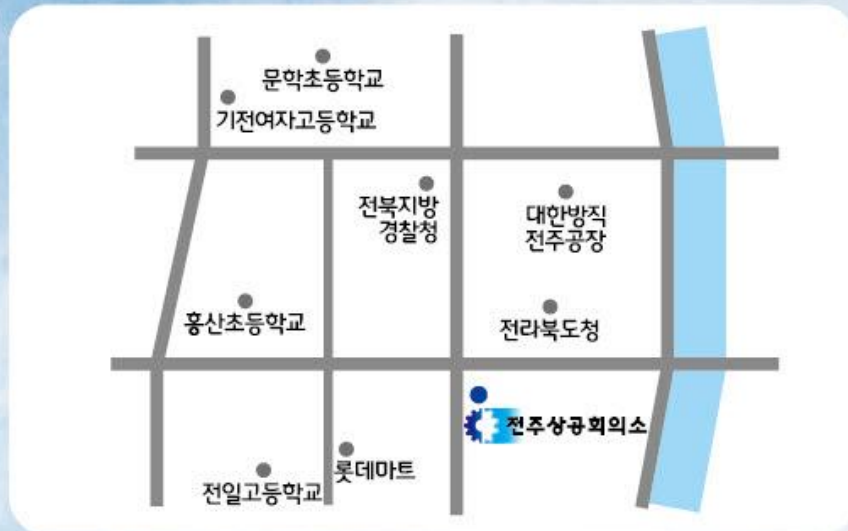 문학초등학교
기전여자고등학교
전북지방
경찰청
대한방직
전주공장
홍산초등학교
전라북도청
전주상공회의소
롯데마트
전일고등학교